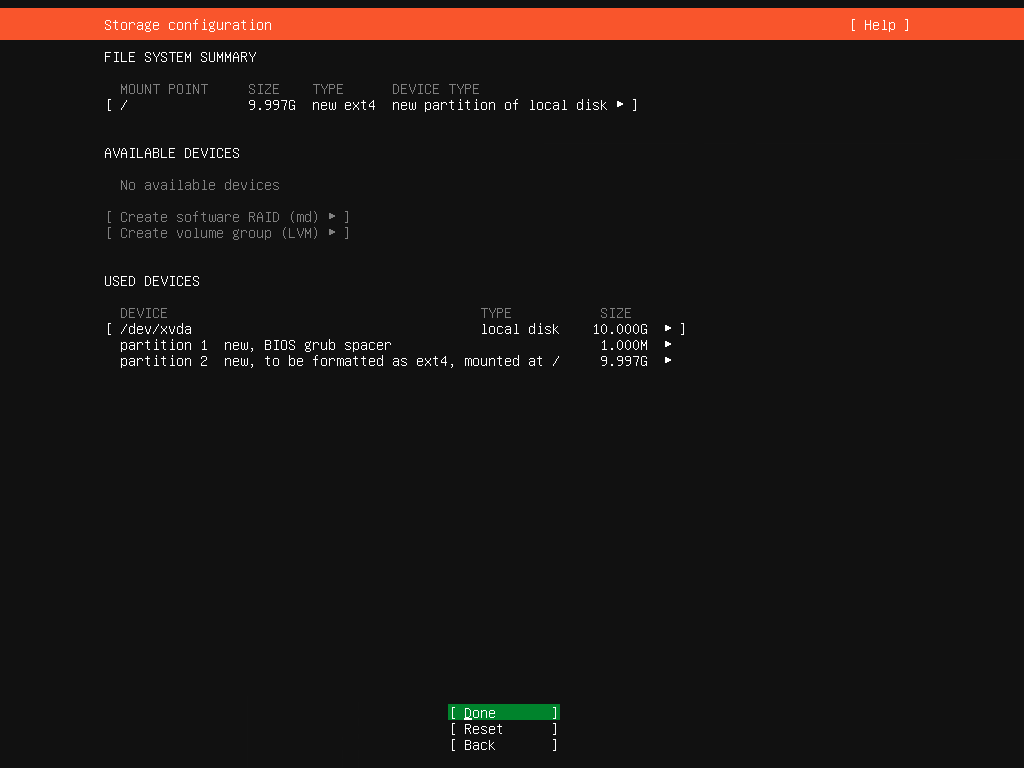 Storage configuration [ Help ]
FILE SYSTEM SUMMARY
MOUNT POINT SIZE TYPE DEVICE TYPE
[ / 9.997G new ext4 new partition of local disk ▸ ]
AVAILABLE DEVICES
No available devices
[ Create software RAID (md) ▸ ]
[ Create volume group (LVM) ▸ ]
USED DEVICES
DEVICE TYPE SIZE
[ /dev/xvda local disk 10.000G ▸ ]
partition 1 new, BIOS grub spacer 1.000M ▸
partition 2 new, to be formatted as ext4, mounted at / 9.997G ▸
[ Done ]
[ Reset ]
[ Back ]